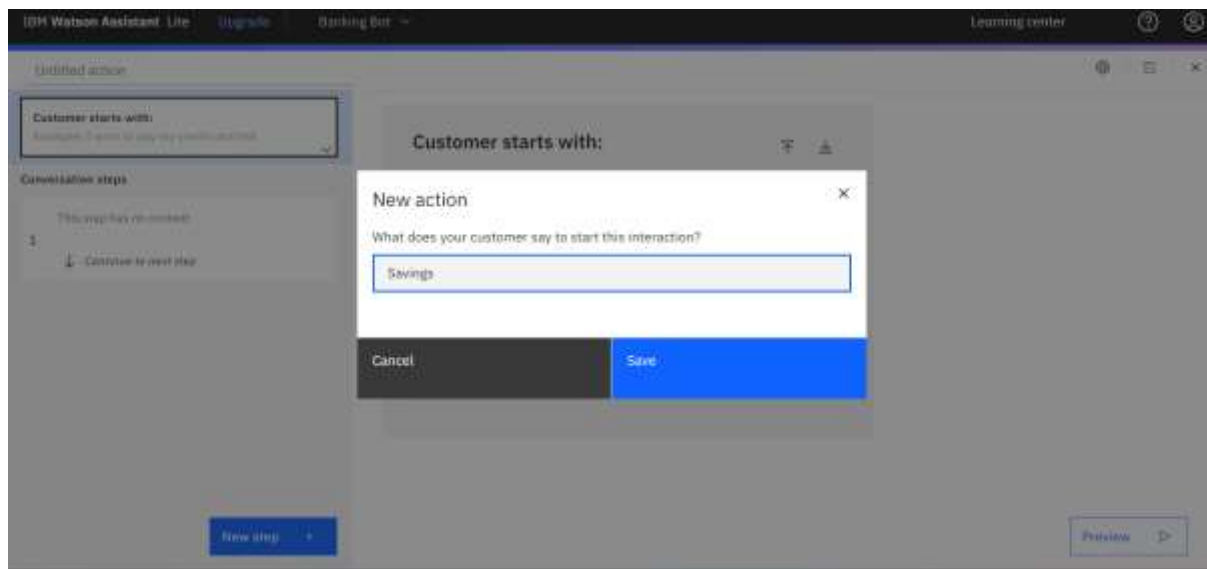 IBM Watson Assistant Lite Upgrade Banking Bot Learning center
Untitled action
Customer starts with:
Customer starts with:
Conversation steps
This step has no content
1
Continue to next step
New action
What does your customer say to start this interaction?
Savings
Cancel Save
New step +
Preview